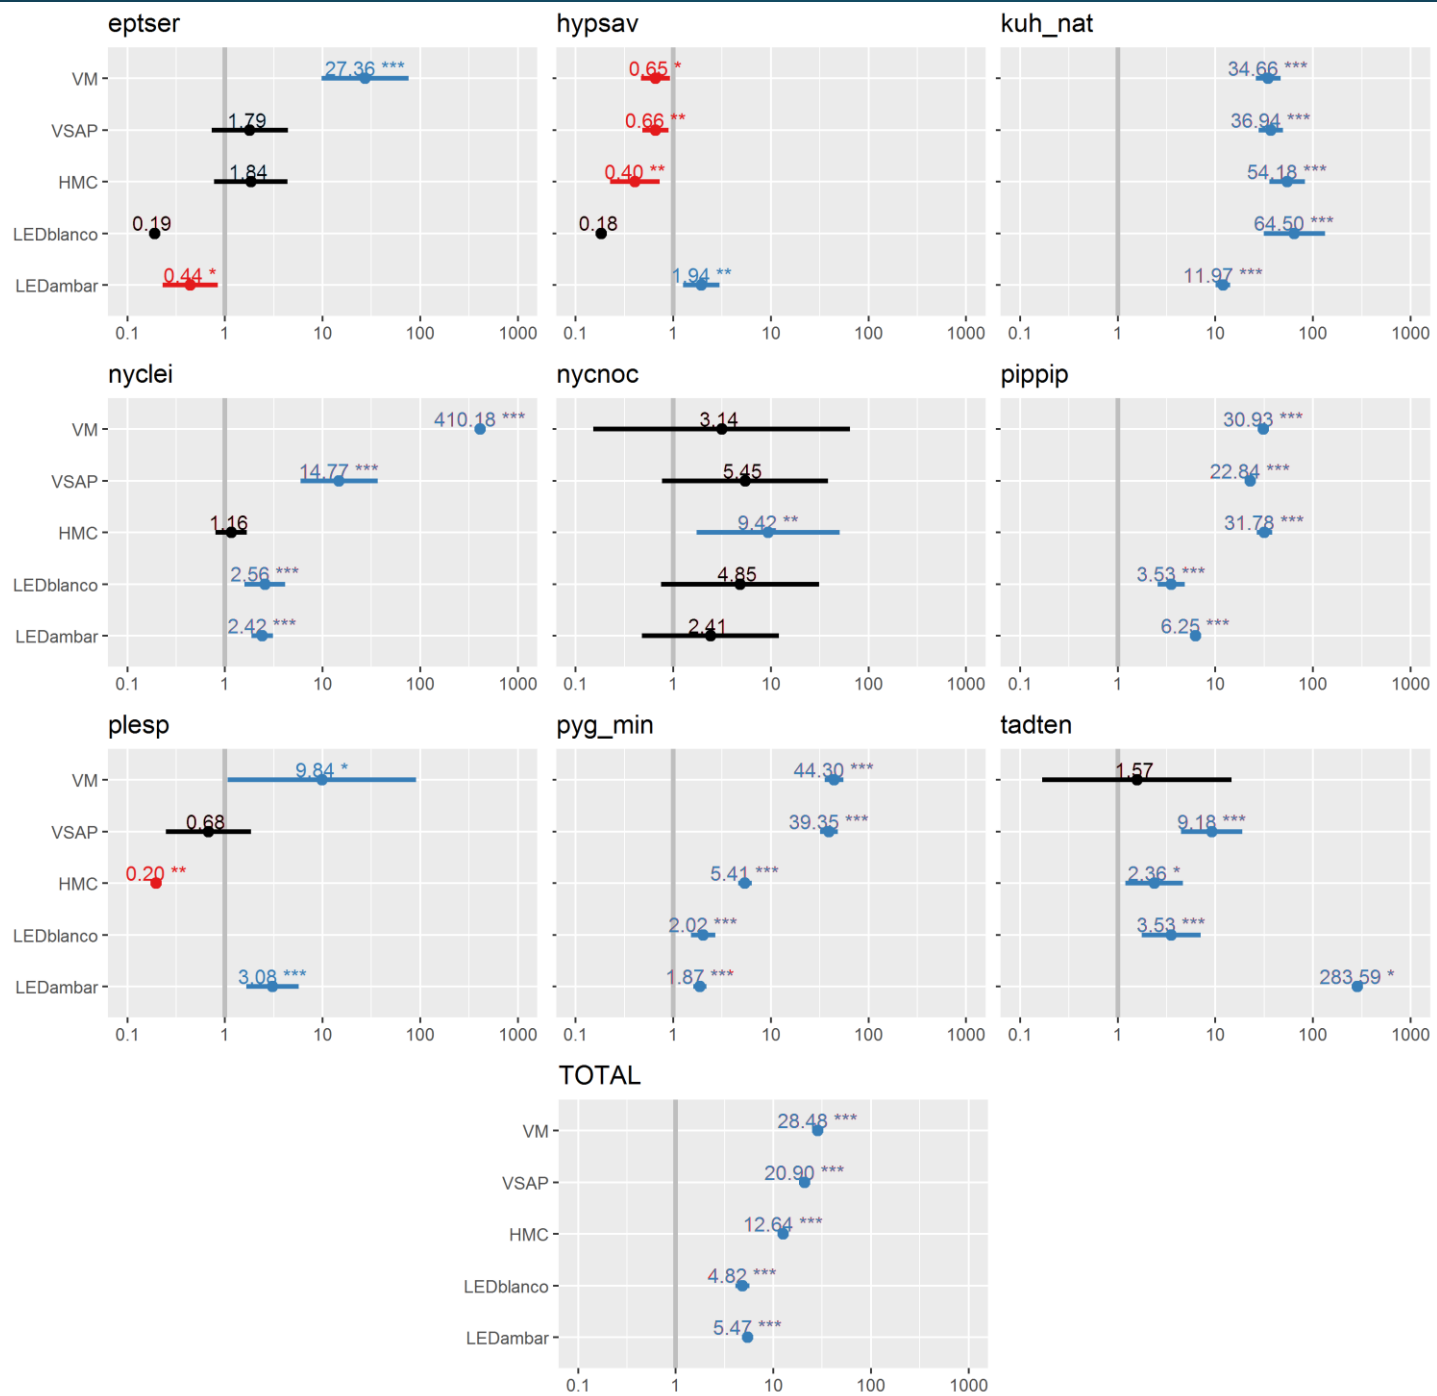 eptser hypsav kuh_nat
VM 27.36 *** 0.65 * 34.66 ***
VSAP 1.79 0.66 ** 36.94 ***
HMC 1.84 0.40 ** 54.18 ***
LEDblanco 0.19 0.18 64.50 ***
LEDambar 0.44 * 1.94 ** 11.97 ***
0.1 1 10 100 1000 0.1 1 10 100 1000 0.1 1 10 100 1000
nyclei nycnoc pippip
VM 410.18 *** 3.14 30.93 ***
VSAP 14.77 *** 5.45 22.84 ***
HMC 1.16 9.42 ** 31.78 ***
LEDblanco 2.56 *** 4.85 3.53 ***
LEDambar 2.42 *** 2.41 6.25 ***
0.1 1 10 100 1000 0.1 1 10 100 1000 0.1 1 10 100 1000
plesp pyg_min tadten
VM 9.84 * 44.30 *** 1.57
VSAP 0.68 39.35 *** 9.18 ***
HMC 0.20 ** 5.41 *** 2.36 *
LEDblanco 2.02 *** 3.53 ***
LEDambar 3.08 *** 1.87 *** 283.59 *
0.1 1 10 100 1000 0.1 1 10 100 1000 0.1 1 10 100 1000
TOTAL
VM 28.48 ***
VSAP 20.90 ***
HMC 12.64 ***
LEDblanco 4.82 ***
LEDambar 5.47 ***
0.1 1 10 100 1000